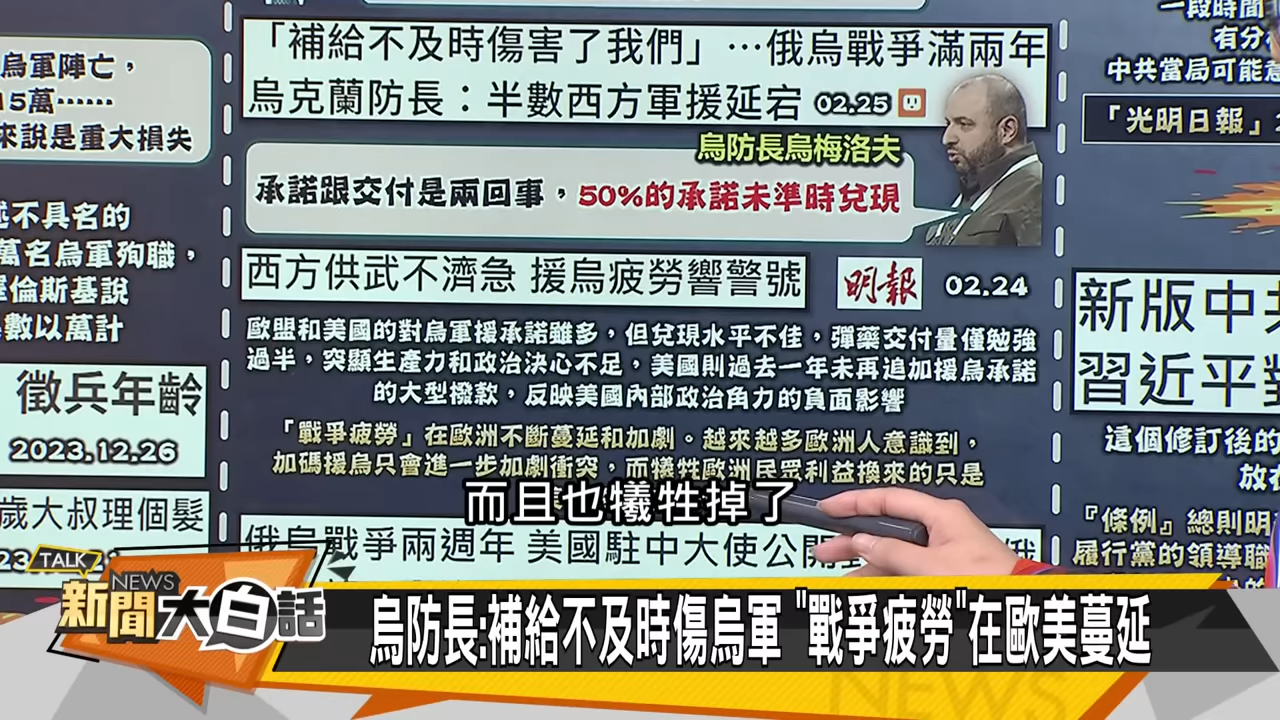 烏軍陣亡，
15萬……
來說是重大損失
不具名的
萬名烏軍殉職，
倫斯基說
數以萬計
徵兵年齡
2023.12.26
歲大叔理個髮
「補給不及時傷害了我們」…俄烏戰爭滿兩年
烏克蘭防長：半數西方軍援延宕 02.25
烏防長烏梅洛夫
承諾跟交付是兩回事，50%的承諾未準時兌現
西方供武不濟急 援烏疲勞響警號 明報 02.24
歐盟和美國的對烏軍援承諾雖多，但兌現水平不佳，彈藥交付量僅勉強
過半，突顯生產力和政治決心不足，美國則過去一年未再追加援烏承諾
的大型撥款，反映美國內部政治角力的負面影響
「戰爭疲勞」在歐洲不斷蔓延和加劇。越來越多歐洲人意識到，
加碼援烏只會進一步加劇衝突，而犧牲歐洲民眾利益換來的只是
而且也犧牲掉了
俄烏戰爭兩週年 美國駐中大使公開
一段時間
有分
中共當局可能
「光明日報」
新版中共
習近平對
這個修訂後的
放在
『條例』總則明
履行黨的領導職
TALK
NEWS
新聞大白話
烏防長:補給不及時傷烏軍 "戰爭疲勞"在歐美蔓延
NEWS